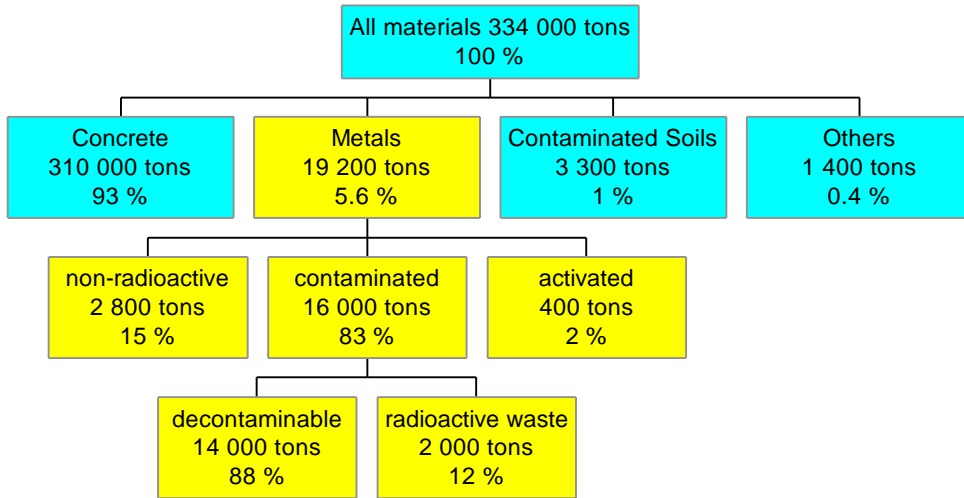 All materials 334 000 tons
100 %
Concrete
310 000 tons
93 %
Metals
19 200 tons
5.6 %
Contaminated Soils
3 300 tons
1 %
Others
1 400 tons
0.4 %
non-radioactive
2 800 tons
15 %
contaminated
16 000 tons
83 %
activated
400 tons
2 %
decontaminable
14 000 tons
88 %
radioactive waste
2 000 tons
12 %